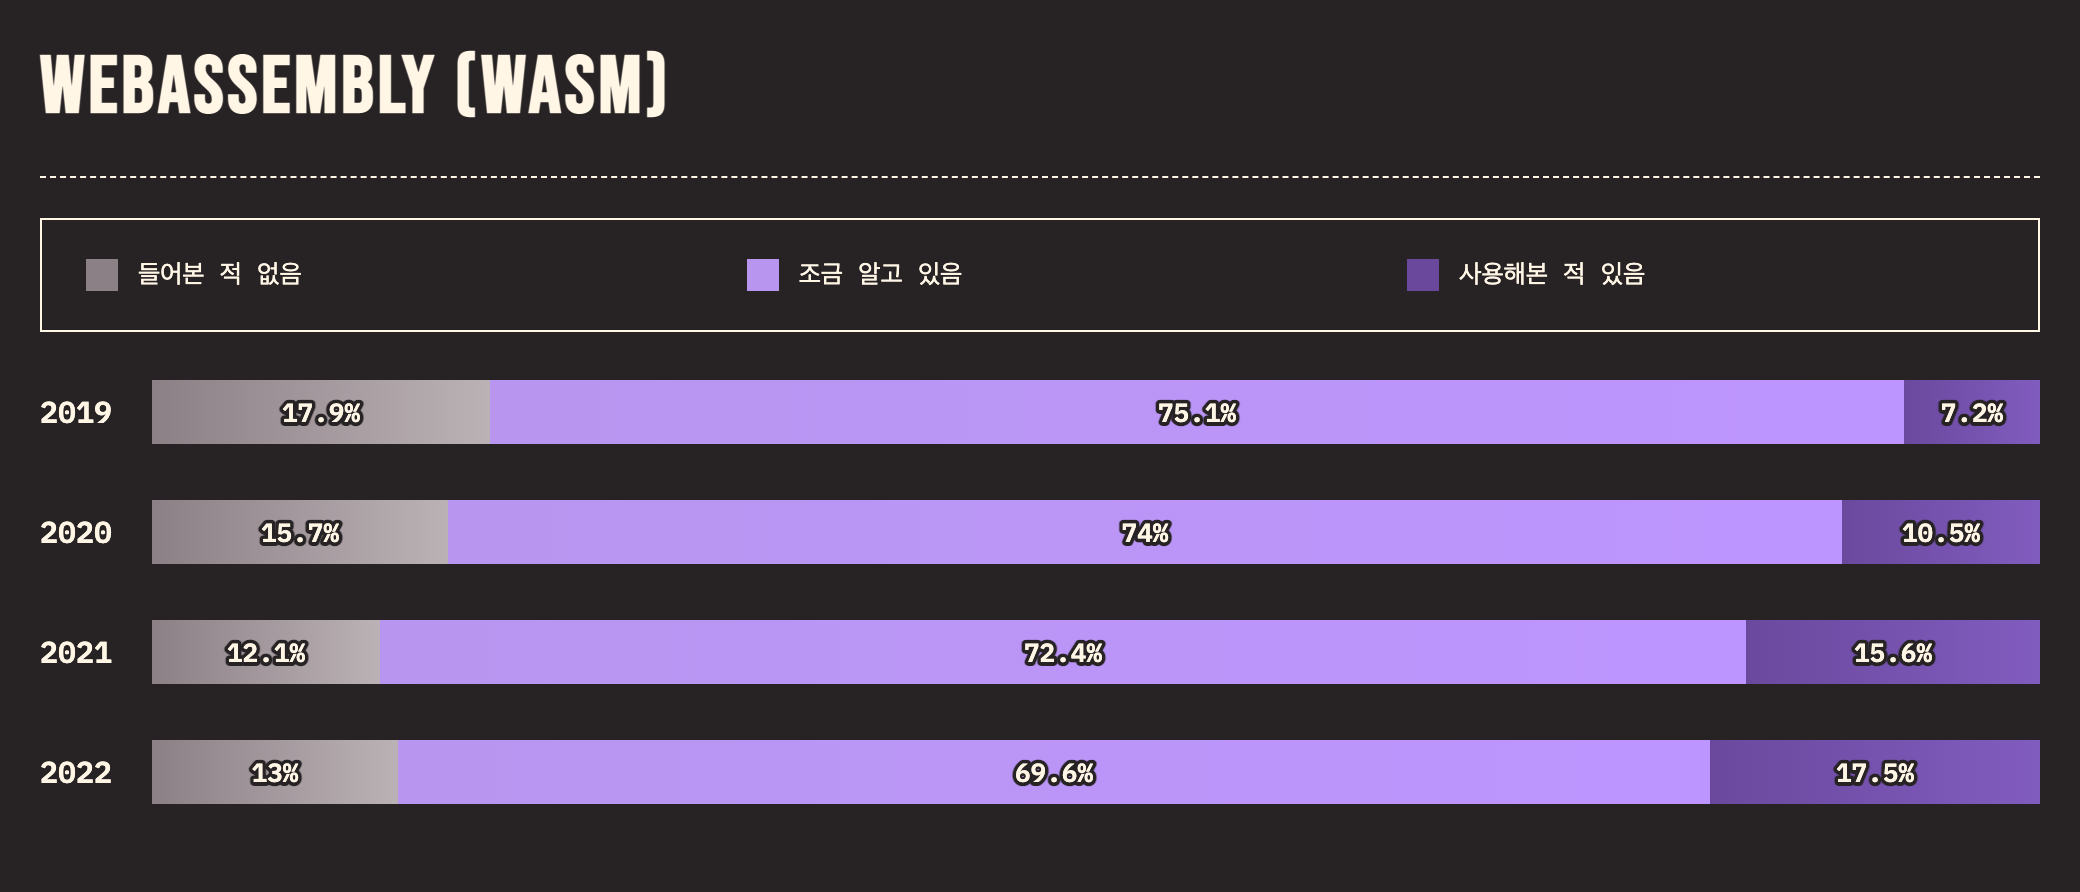 WEBASSEMBLY (WASM)
들어본 적 없음 조금 알고 있음 사용해본 적 있음
2019 17.9% 75.1% 7.2%
2020 15.7% 74% 10.5%
2021 12.1% 72.4% 15.6%
2022 13% 69.6% 17.5%